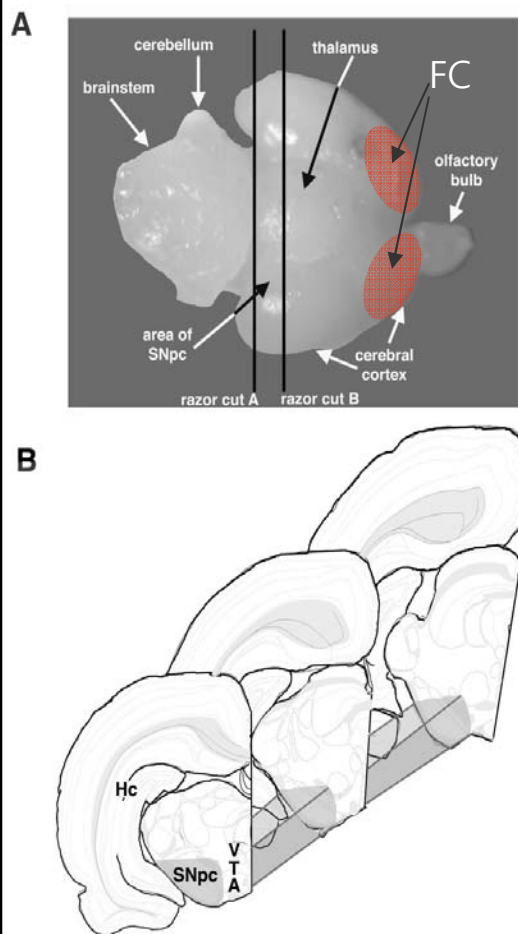 A
cerebellum
thalamus
FC
brainstem
olfactory
bulb
area of
SNpc
cerebral
cortex
razor cut A
razor cut B
B
Hc
SNpc
V
T
A